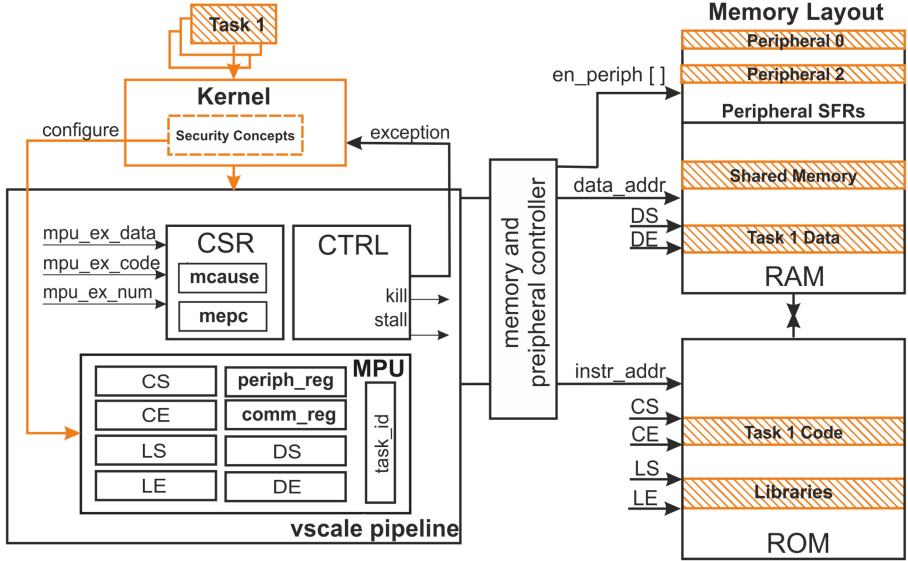 Memory Layout
Task 1
Kernel
Security Concepts
configure
exception
en_periph [ ]
Peripheral 0
Peripheral 2
Peripheral SFRs
Shared Memory
data_addr
DS
DE
Task 1 Data
RAM
mpu_ex_data
mpu_ex_code
mpu_ex_num
CSR
mcause
mepc
CTRL
kill
stall
memory and
preipheral controller
MPU
CS
periph_reg
CE
comm_reg
LS
DS
LE
DE
task_id
vscale pipeline
instr_addr
CS
CE
Task 1 Code
LS
LE
Libraries
ROM